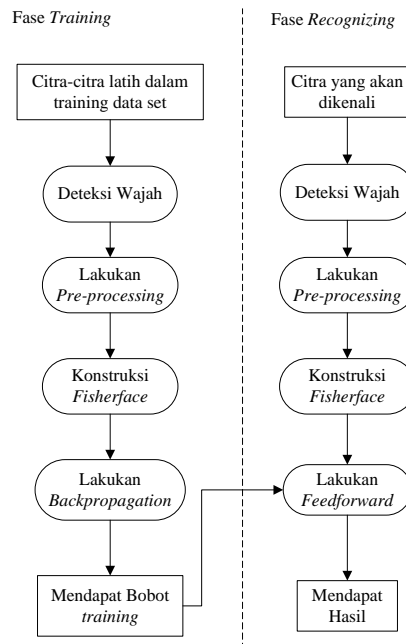 Fase Training
Citra-citra latih dalam
training data set
Deteksi Wajah
Lakukan
Pre-processing
Konstruksi
Fisherface
Lakukan
Backpropagation
Mendapat Bobot
training
Fase Recognizing
Citra yang akan
dikenali
Deteksi Wajah
Lakukan
Pre-processing
Konstruksi
Fisherface
Lakukan
Feedforward
Mendapat
Hasil